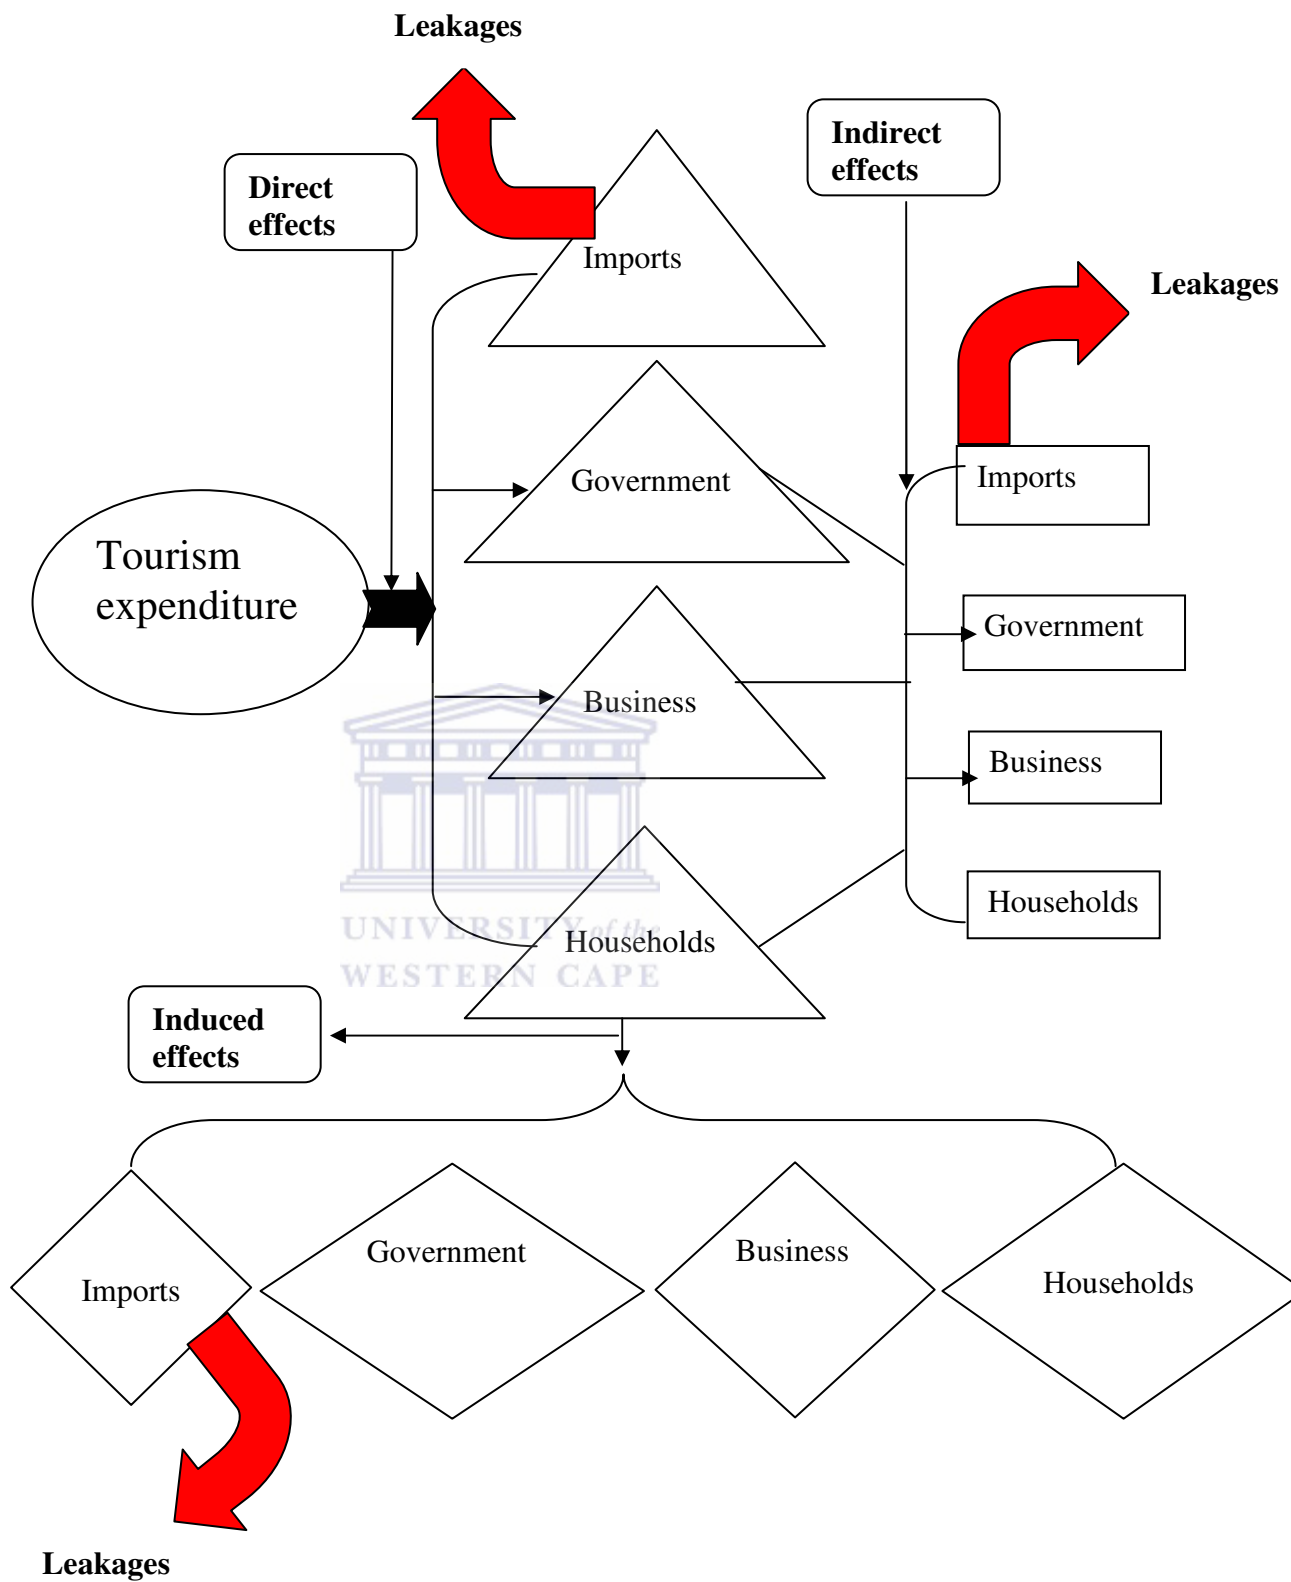 Leakages
Direct
effects
Indirect
effects
Imports
Leakages
Government
Imports
Tourism
expenditure
Government
Business
Business
Households
Households
UNIVERSITY of the
WESTERN CAPE
Induced
effects
Imports
Government
Business
Households
Leakages